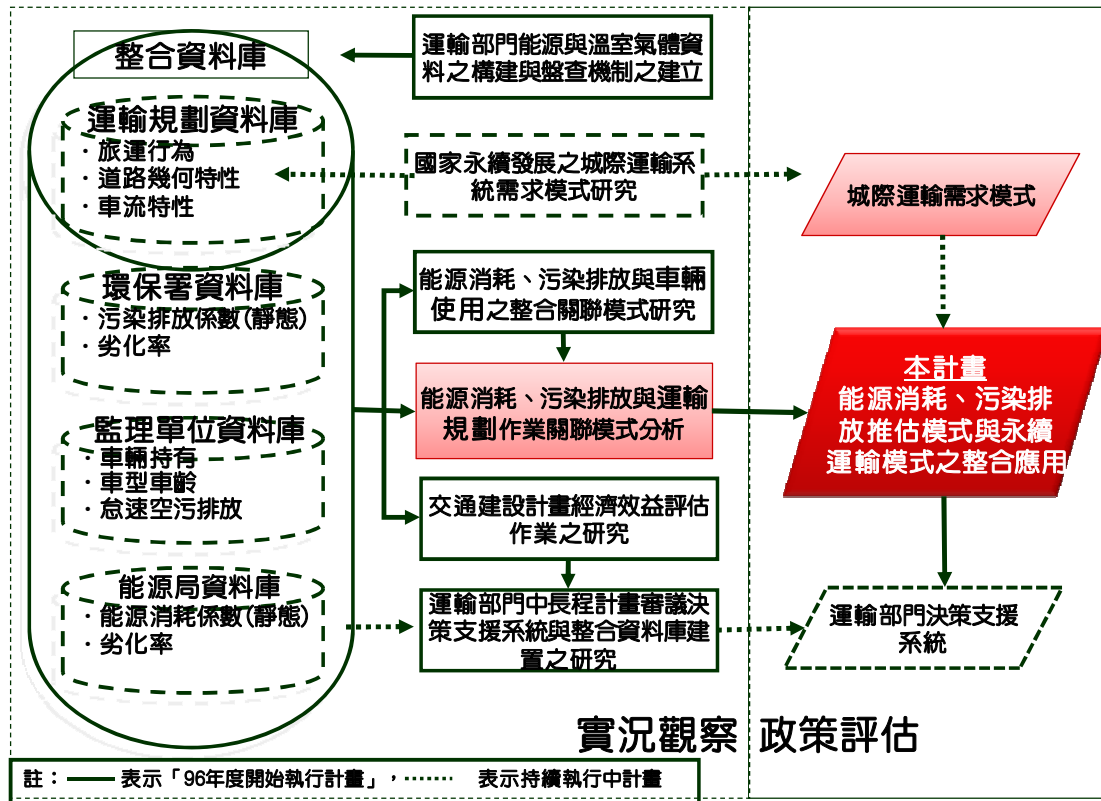 整合資料庫
運輸規劃資料庫
· 旅運行為
· 道路幾何特性
· 車流特性
環保署資料庫
· 污染排放係數(靜態)
· 劣化率
監理單位資料庫
· 車輛持有
· 車型車齡
· 怠速空污排放
能源局資料庫
· 能源消耗係數(靜態)
· 劣化率
運輸部門能源與溫室氣體資
料之構建與盤查機制之建立
國家永續發展之城際運輸系
統需求模式研究
能源消耗、污染排放與車輛
使用之整合關聯模式研究
能源消耗、污染排放與運輸
規劃作業關聯模式分析
交通建設計畫經濟效益評估
作業之研究
運輸部門中長程計畫審議決
策支援系統與整合資料庫建
置之研究
城際運輸需求模式
本計畫
能源消耗、污染排
放推估模式與永續
運輸模式之整合應用
運輸部門決策支援
系統
實況觀察 政策評估
註： 表示「96年度開始執行計畫」， 表示持續執行中計畫